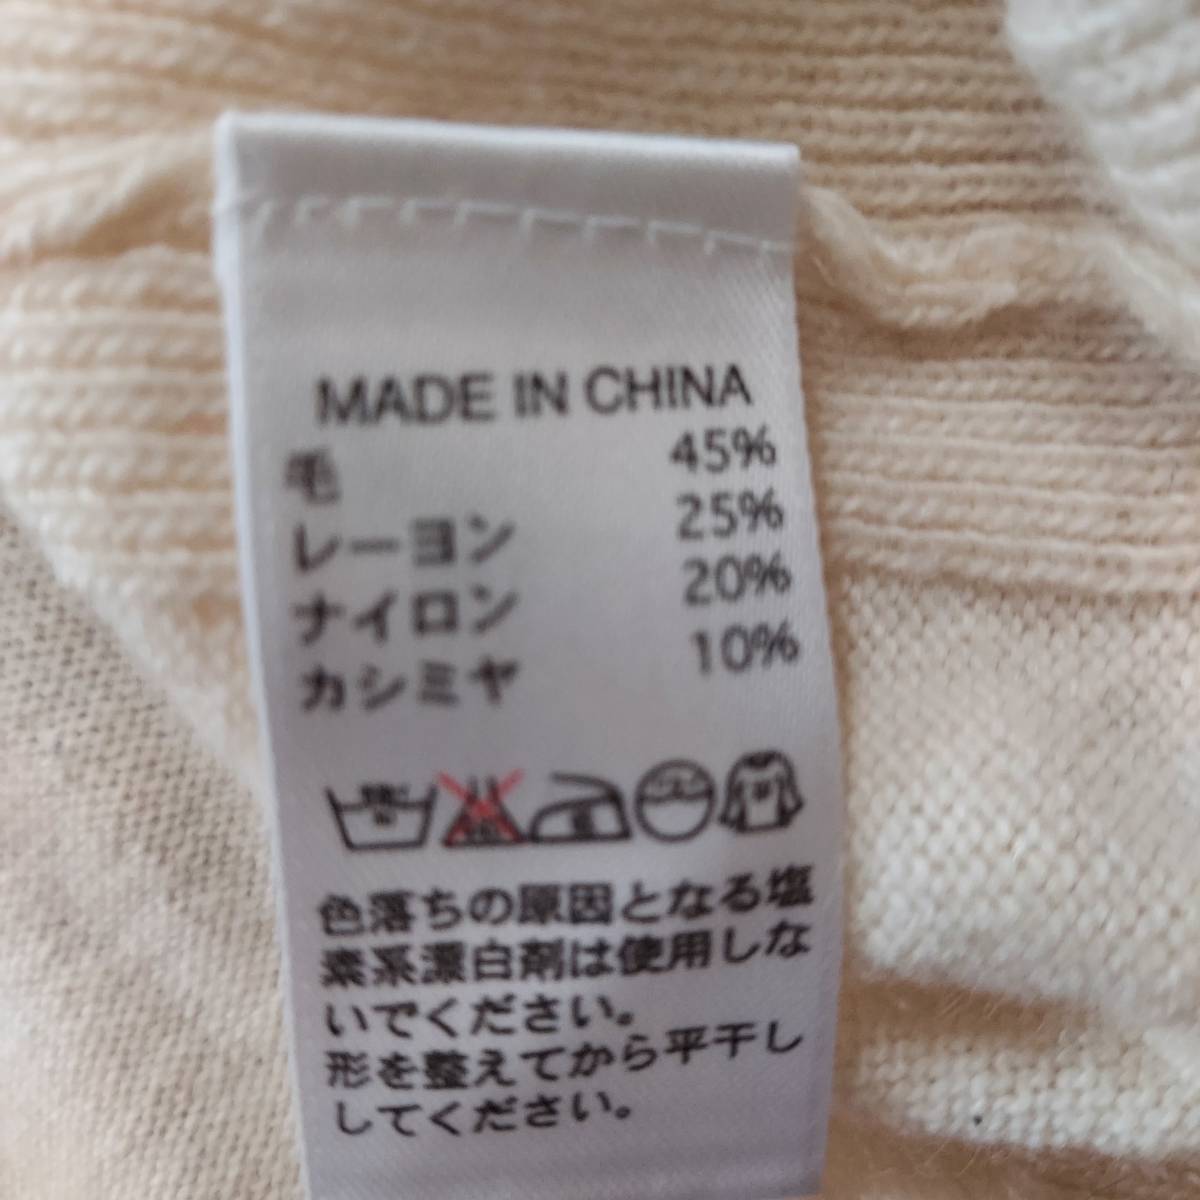 MADE IN CHINA
毛 45%
レーヨン 25%
ナイロン 20%
カシミヤ 10%
色落ちの原因となる塩
素系漂白剤は使用しな
いでください。
形を整えてから平干し
してください。